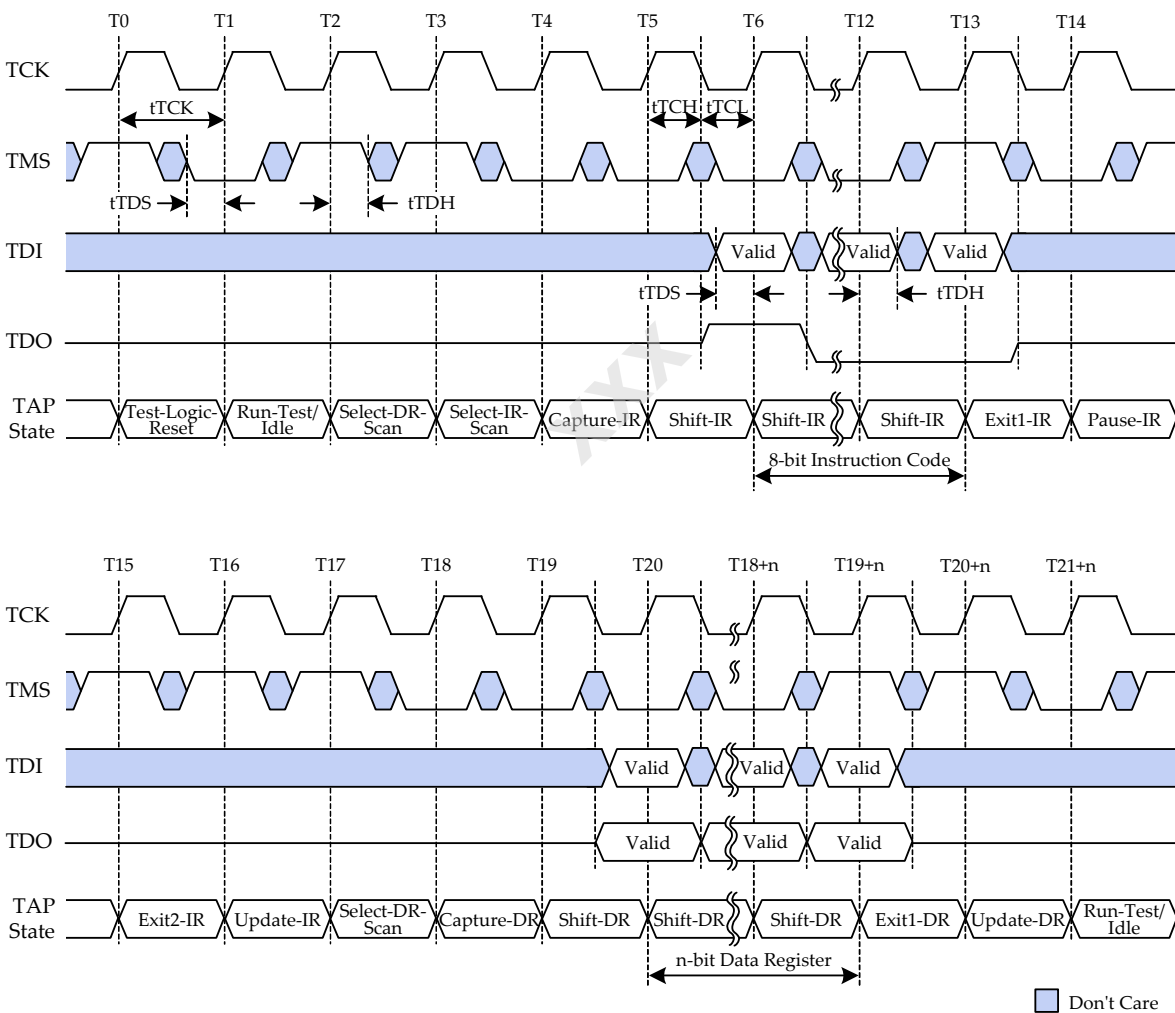 T0 T1 T2 T3 T4 T5 T6 T12 T13 T14
TCK
tTCK tTCH tTCL
TMS
tTDS tTDH
TDI Valid Valid Valid
tTDS tTDH
TDO
TAP
State
Test-Logic-
Reset
Run-Test/
Idle
Select-DR-
Scan
Select-IR-
Scan
Capture-IR
Shift-IR
Shift-IR
Shift-IR
Exit1-IR
Pause-IR
8-bit Instruction Code
XXX
T15 T16 T17 T18 T19 T20 T18+n T19+n T20+n T21+n
TCK
TMS
TDI Valid Valid Valid
TDO Valid Valid Valid
TAP
State
Exit2-IR
Update-IR
Select-DR-
Scan
Capture-DR
Shift-DR
Shift-DR
Shift-DR
Exit1-DR
Update-DR
Run-Test/
Idle
n-bit Data Register
Don't Care